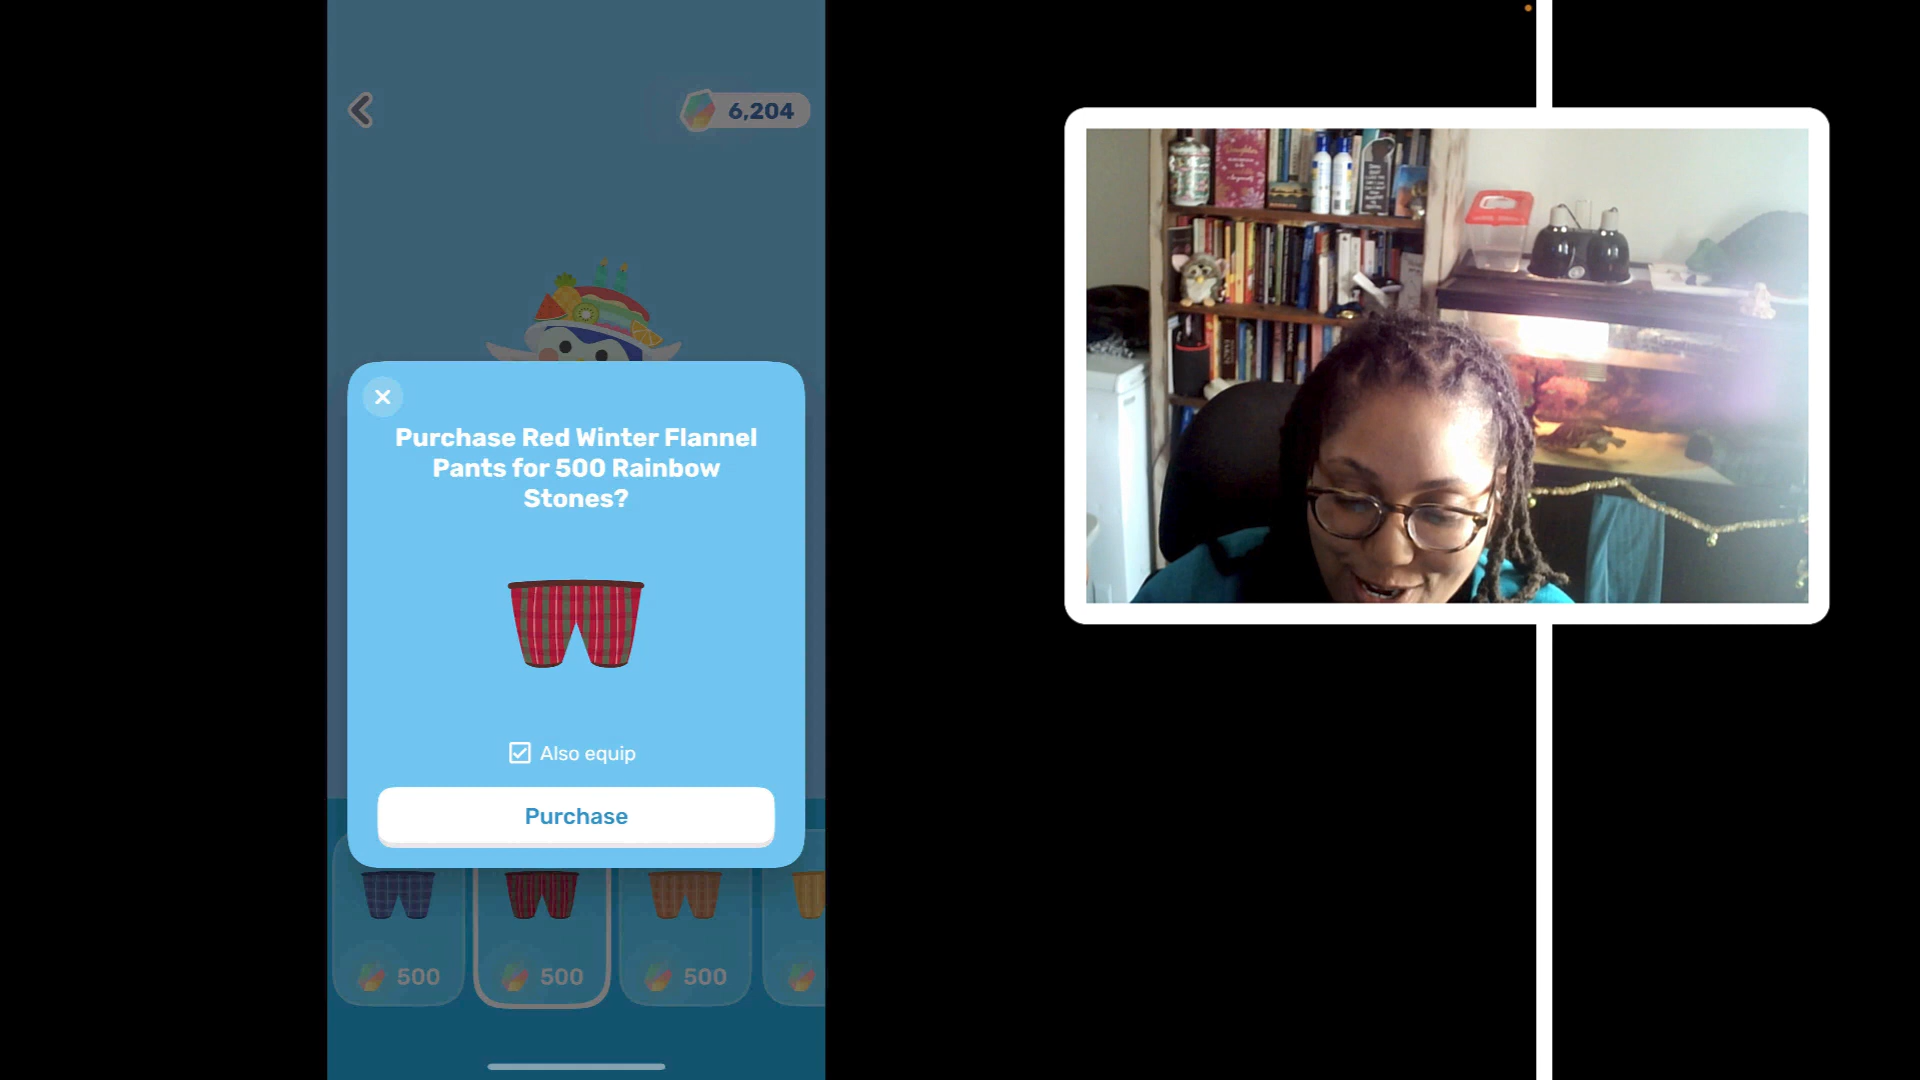 6,204
Purchase Red Winter Flannel
Pants for 500 Rainbow
Stones?
Also equip
Purchase
500
500
500